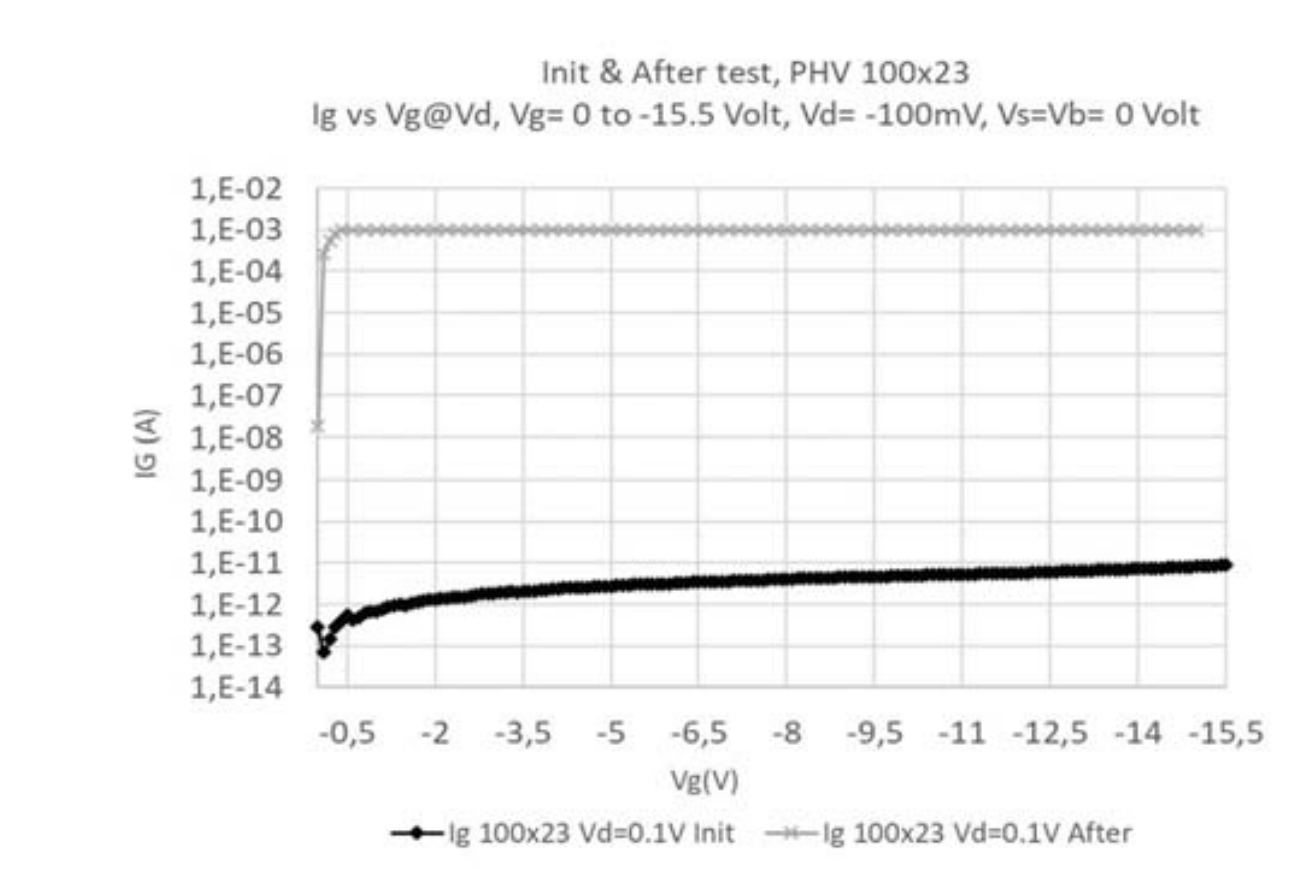 Init & After test, PHV 100x23
Ig vs Vg@Vd, Vg= 0 to -15.5 Volt, Vd= -100mV, Vs=Vb= 0 Volt
1,E-02
1,E-03
1,E-04
1,E-05
1,E-06
1,E-07
1,E-08
1,E-09
1,E-10
1,E-11
1,E-12
1,E-13
1,E-14
IG (A)
-0,5 -2 -3,5 -5 -6,5 -8 -9,5 -11 -12,5 -14 -15,5
Vg(V)
Ig 100x23 Vd=0.1V Init Ig 100x23 Vd=0.1V After